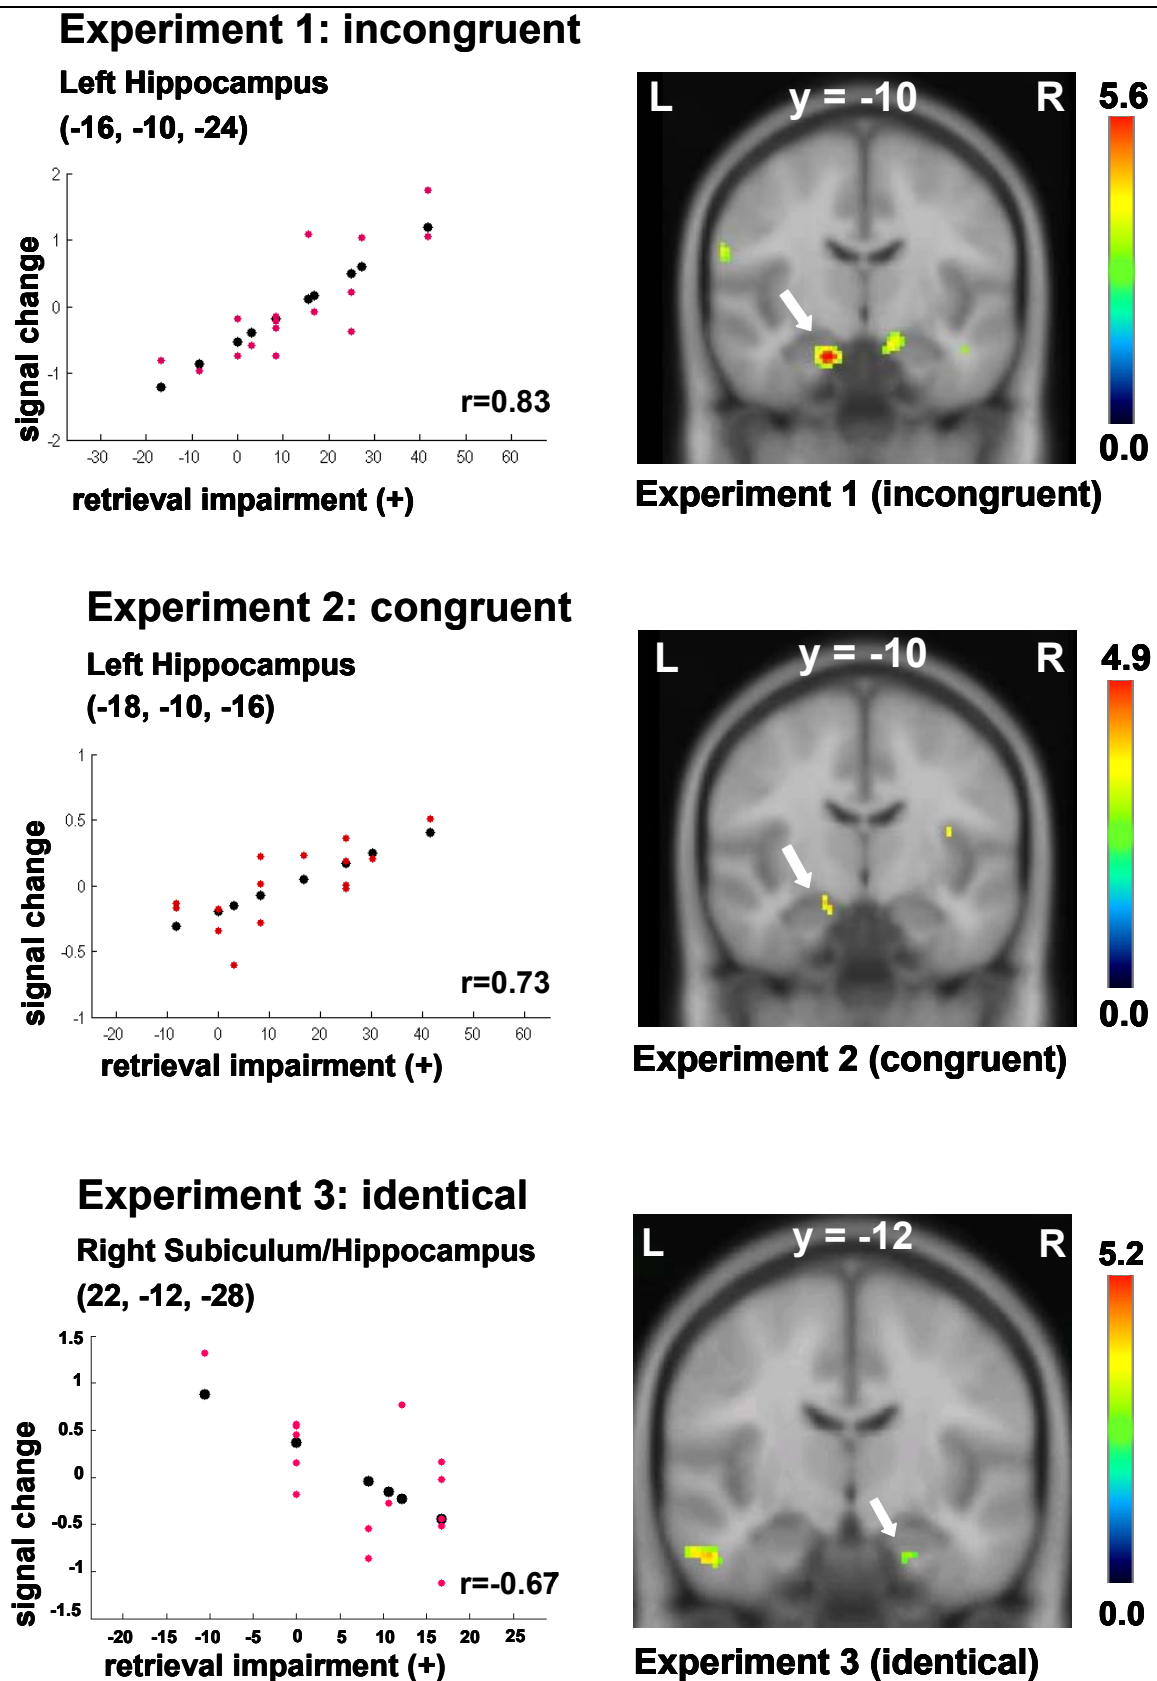 Experiment 1: incongruent
Left Hippocampus
(-16, -10, -24)
2
1
0
-1
-2
signal change
r=0.83
-30 -20 -10 0 10 20 30 40 50 60
retrieval impairment (+)
L y = -10 R
5.6
0.0
Experiment 1 (incongruent)
Experiment 2: congruent
Left Hippocampus
(-18, -10, -16)
1
0.5
0
-0.5
-1
signal change
r=0.73
-20 -10 0 10 20 30 40 50 60
retrieval impairment (+)
L y = -10 R
4.9
0.0
Experiment 2 (congruent)
Experiment 3: identical
Right Subiculum/Hippocampus
(22, -12, -28)
1.5
1
0.5
0
-0.5
-1
-1.5
signal change
r=-0.67
-20 -15 -10 0 5 10 15 20 25
retrieval impairment (+)
L y = -12 R
5.2
0.0
Experiment 3 (identical)